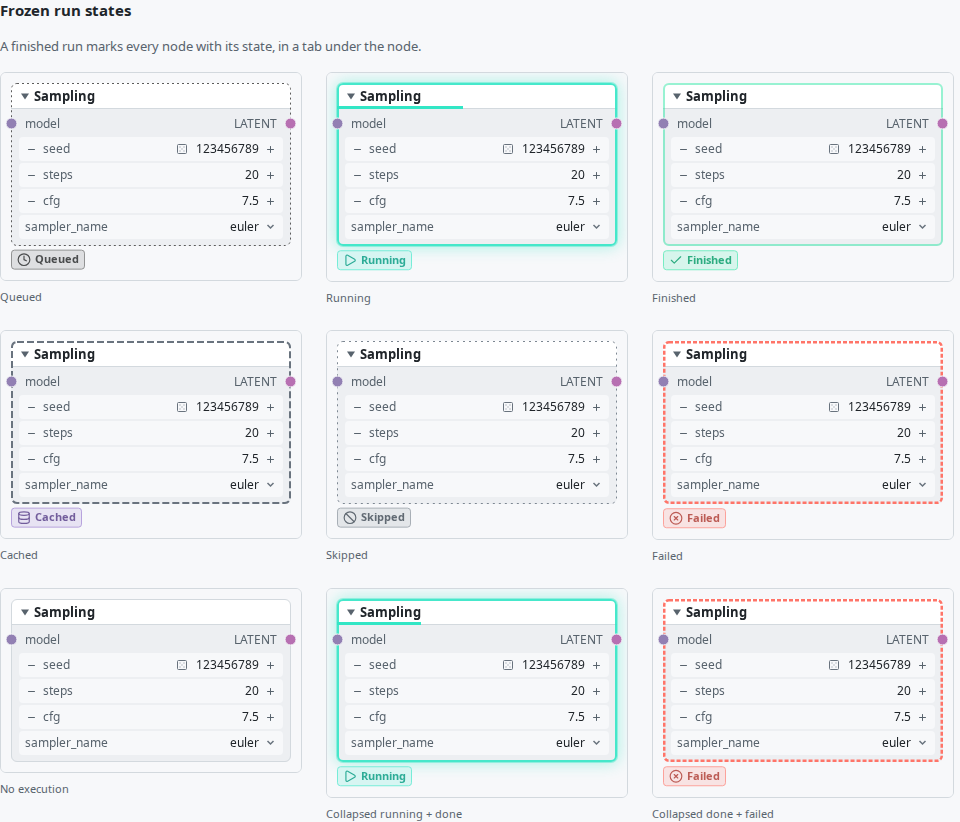 Frozen run states
A finished run marks every node with its state, in a tab under the node.
Sampling
model LATENT
− seed 123456789 +
− steps 20 +
− cfg 7.5 +
sampler_name euler
Queued
Queued
Sampling
model LATENT
− seed 123456789 +
− steps 20 +
− cfg 7.5 +
sampler_name euler
Running
Running
Sampling
model LATENT
− seed 123456789 +
− steps 20 +
− cfg 7.5 +
sampler_name euler
Finished
Finished
Sampling
model LATENT
− seed 123456789 +
− steps 20 +
− cfg 7.5 +
sampler_name euler
Cached
Cached
Sampling
model LATENT
− seed 123456789 +
− steps 20 +
− cfg 7.5 +
sampler_name euler
Skipped
Skipped
Sampling
model LATENT
− seed 123456789 +
− steps 20 +
− cfg 7.5 +
sampler_name euler
Failed
Failed
Sampling
model LATENT
− seed 123456789 +
− steps 20 +
− cfg 7.5 +
sampler_name euler
No execution
Sampling
model LATENT
− seed 123456789 +
− steps 20 +
− cfg 7.5 +
sampler_name euler
Running
Collapsed running + done
Sampling
model LATENT
− seed 123456789 +
− steps 20 +
− cfg 7.5 +
sampler_name euler
Failed
Collapsed done + failed